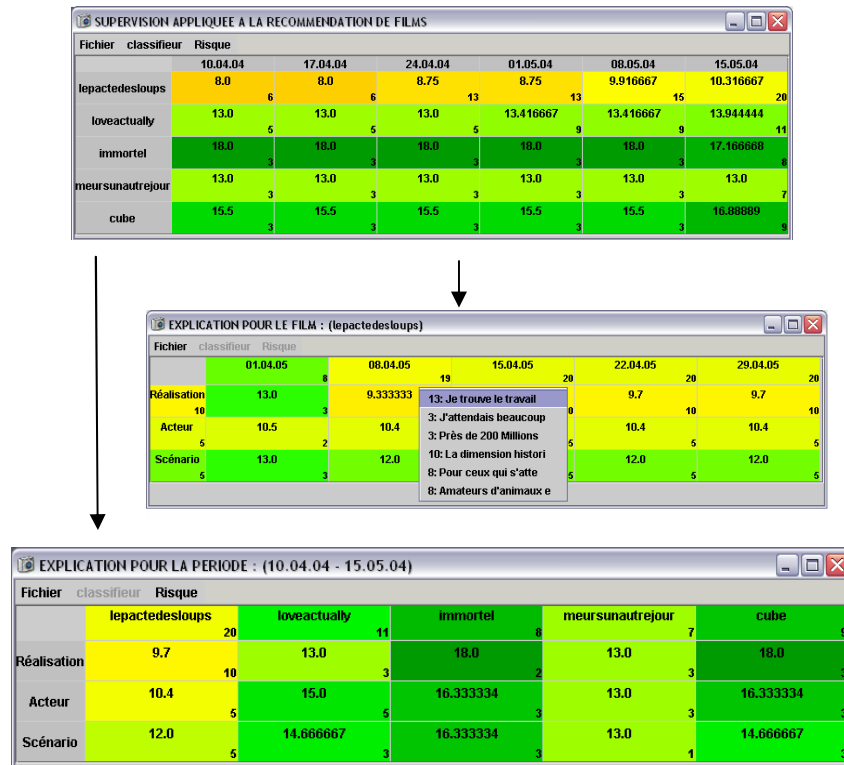 SUPERVISION APPLIQUEE A LA RECOMMENDATION DE FILMS
Fichier classifieur Risque
10.04.04 17.04.04 24.04.04 01.05.04 08.05.04 15.05.04
lepactedesloups 8.0 6 8.0 6 8.75 13 8.75 13 9.916667 15 10.316667 20
loveactually 13.0 5 13.0 5 13.0 5 13.416667 9 13.416667 9 13.944444 11
immortel 18.0 3 18.0 3 18.0 3 18.0 3 18.0 3 17.166668 8
meursunautrejour 13.0 3 13.0 3 13.0 3 13.0 3 13.0 3 13.0 7
cube 15.5 3 15.5 3 15.5 3 15.5 3 15.5 3 16.88889 9
EXPLICATION POUR LE FILM : (lepactedesloups)
Fichier classifieur Risque
01.04.05 8 08.04.05 19 15.04.05 20 22.04.05 20 29.04.05 20
Réalisation 10 13.0 3 9.333333 0 9.7 10 9.7 10
Acteur 5 10.5 2 10.4 5 10.4 5 10.4 5
Scénario 5 13.0 3 12.0 5 12.0 5 12.0 5
13: Je trouve le travail
3: J'attendais beaucoup
3: Près de 200 Millions
10: La dimension histori
8: Pour ceux qui s'atte
8: Amateurs d'animaux e
EXPLICATION POUR LA PERIODE : (10.04.04 - 15.05.04)
Fichier classifieur Risque
lepactedesloups 20 loveactually 11 immortel 8 meursunautrejour 7 cube 9
Réalisation 9.7 10 13.0 3 18.0 2 13.0 3 18.0 3
Acteur 10.4 5 15.0 5 16.333334 3 13.0 3 16.333334 3
Scénario 12.0 5 14.666667 3 16.333334 3 13.0 1 14.666667 3